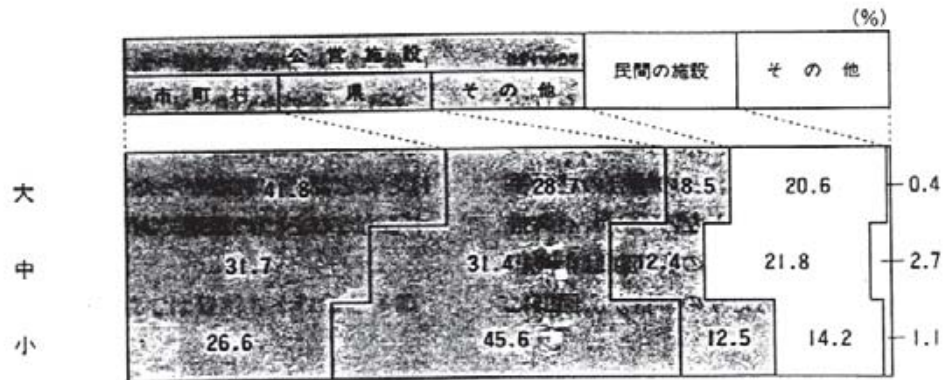 (%)
公 営 施 設
民間の施設
そ の 他
市 町 村
県
そ の 他
大
41.8
28.7
8.5
20.6
0.4
中
31.7
31.4
12.4
21.8
2.7
小
26.6
45.6
12.5
14.2
1.1